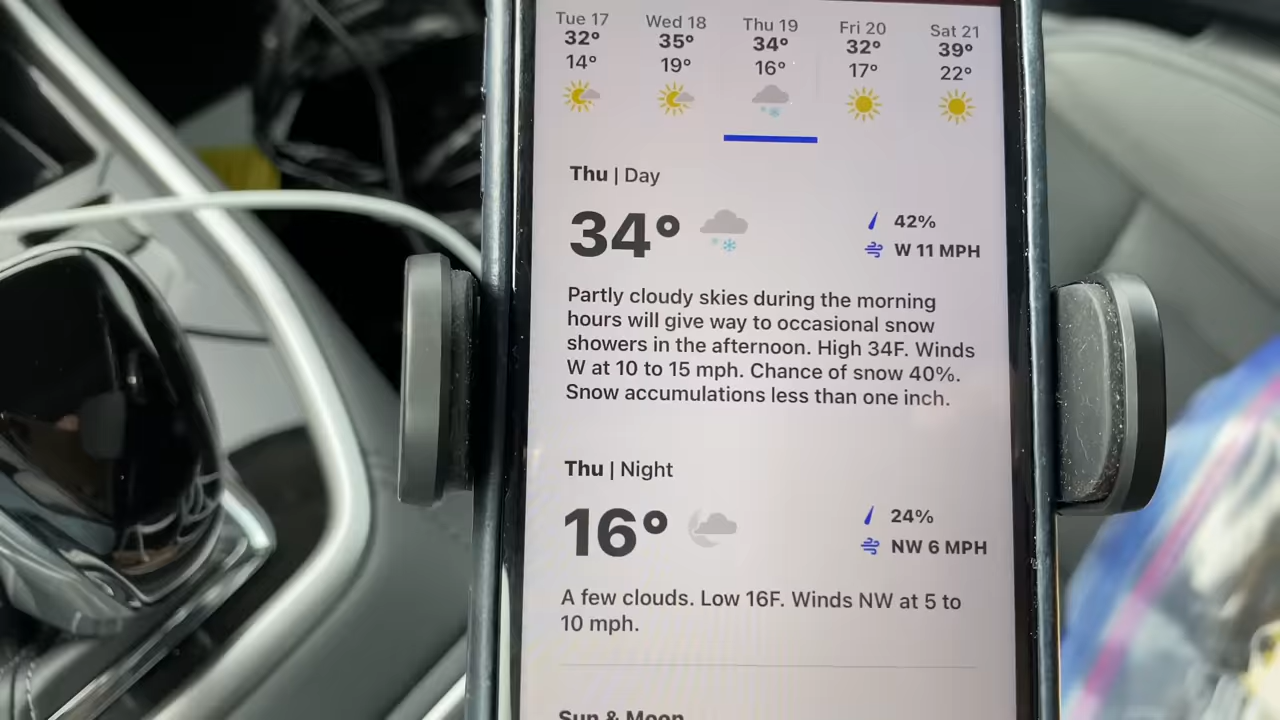 Tue 17 Wed 18 Thu 19 Fri 20 Sat 21
32° 35° 34° 32° 39°
14° 19° 16° 17° 22°
Thu | Day
34° 42%
W 11 MPH
Partly cloudy skies during the morning
hours will give way to occasional snow
showers in the afternoon. High 34F. Winds
W at 10 to 15 mph. Chance of snow 40%.
Snow accumulations less than one inch.
Thu | Night
16° 24%
NW 6 MPH
A few clouds. Low 16F. Winds NW at 5 to
10 mph.
Sun & Moon